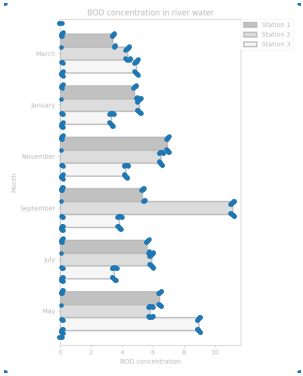 BOD concentration in river water
Station 1
Station 2
Station 3
March
January
November
September
July
May
Month
0 2 4 6 8 10
BOD concentration